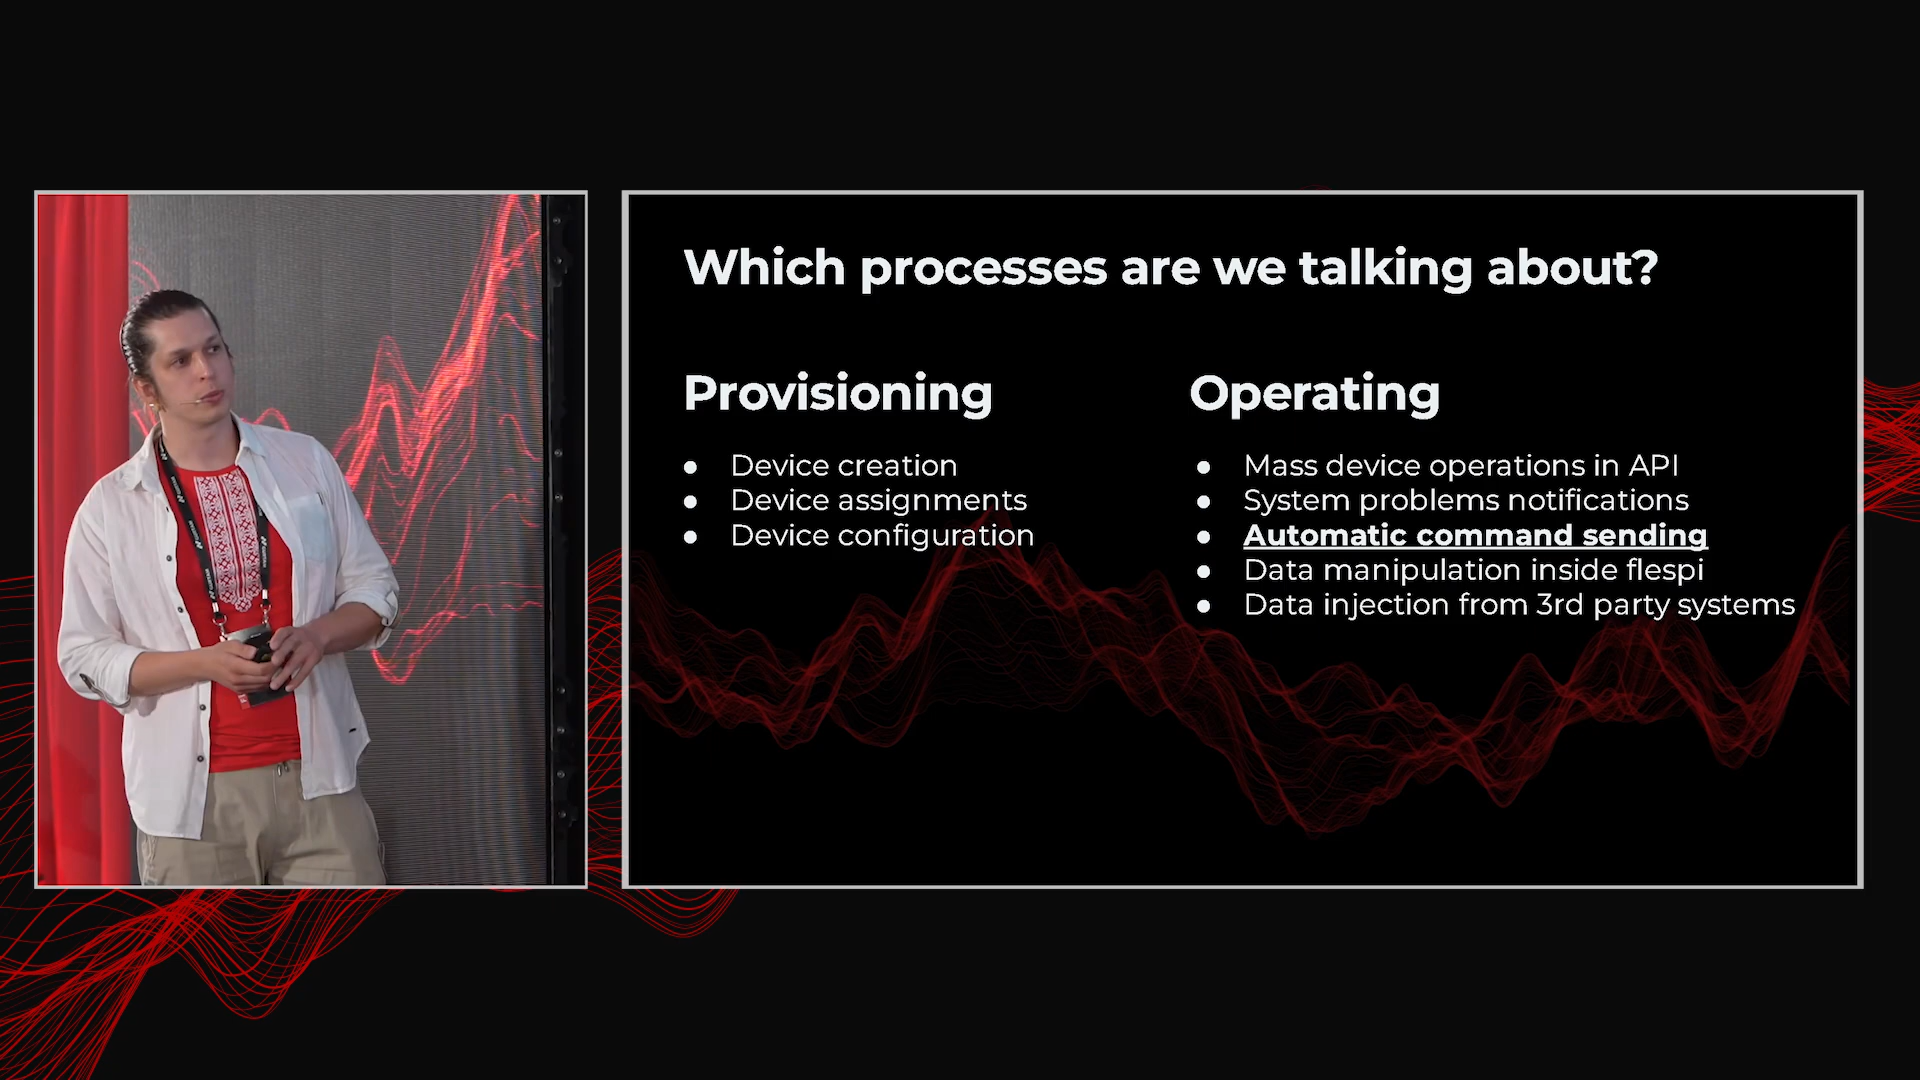 Which processes are we talking about?
Provisioning
● Device creation
● Device assignments
● Device configuration
Operating
● Mass device operations in API
● System problems notifications
● Automatic command sending
● Data manipulation inside flespi
● Data injection from 3rd party systems